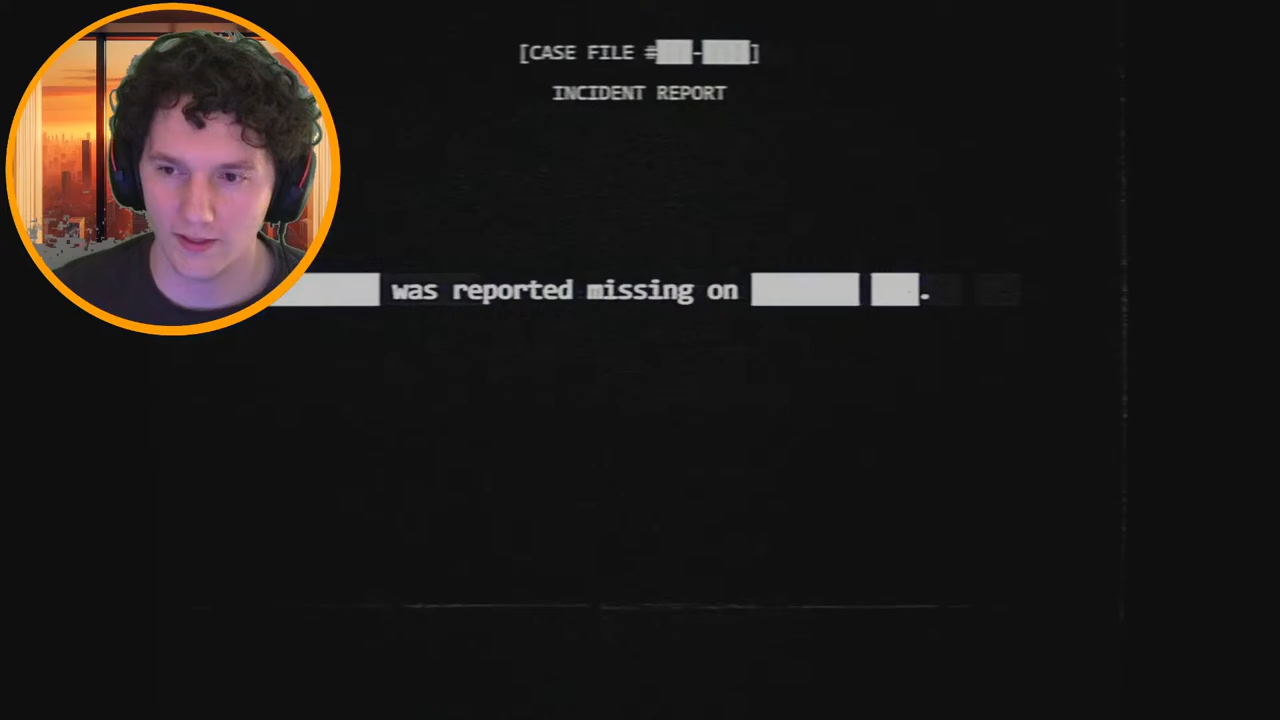 [CASE FILE #███-████]
INCIDENT REPORT
was reported missing on ███████ ███.